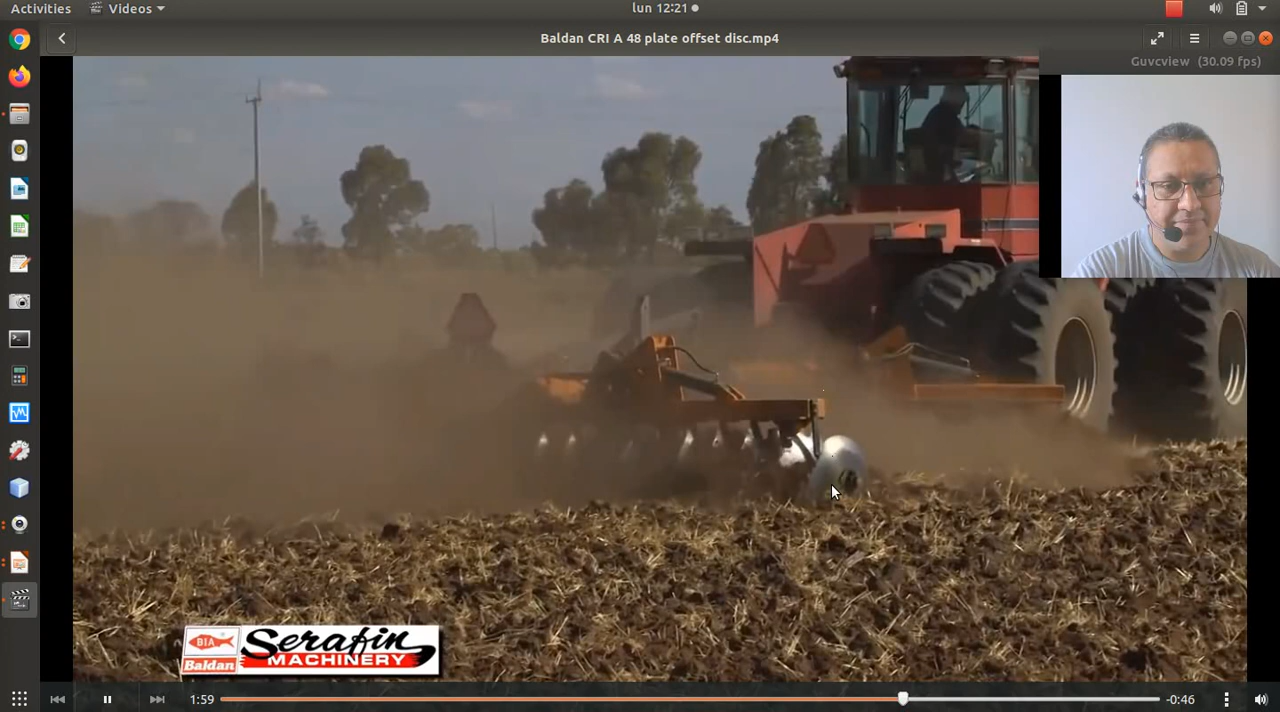 Activities
Videos
lun 12:21
Baldan CRI A 48 plate offset disc.mp4
Guvcview (30.09 fps)
BIA
Baldan
Serafin
MACHINERY
1:59
-0:46